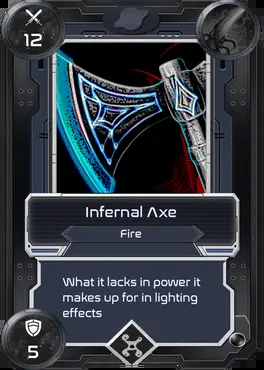 12
Infernal Axe
Fire
What it lacks in power it
makes up for in lighting
effects
5